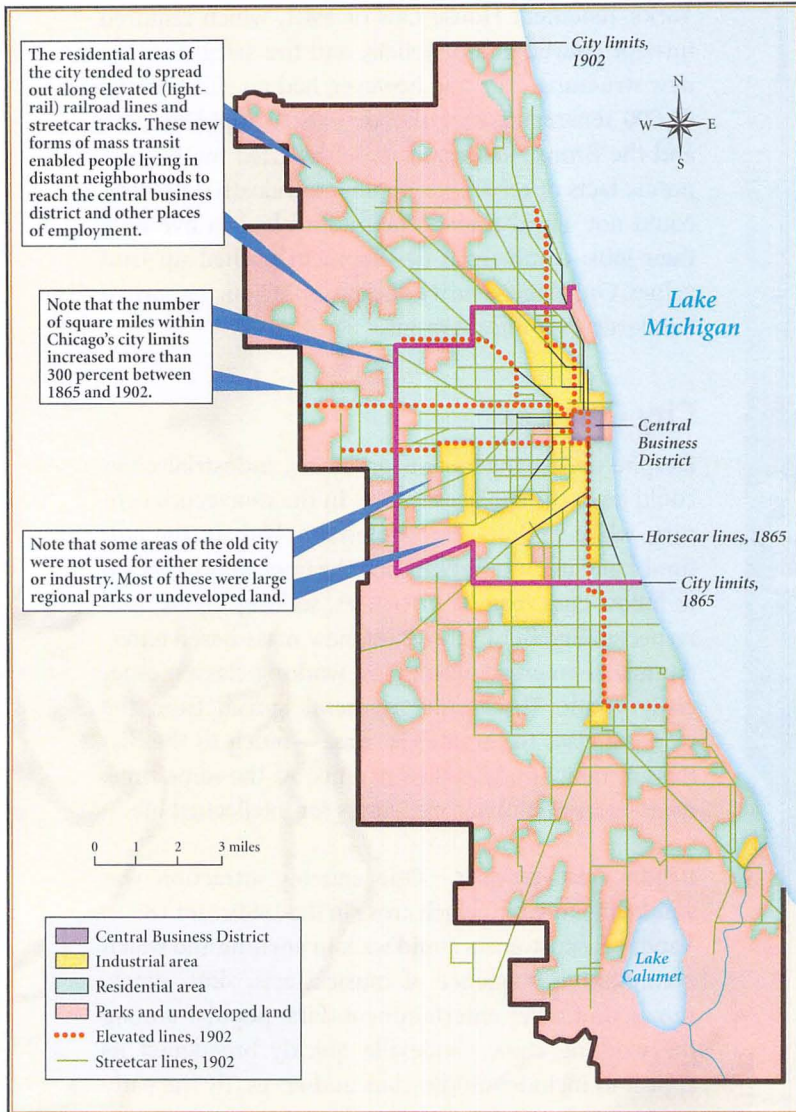 The residential areas of
the city tended to spread
out along elevated (light-
rail) railroad lines and
streetcar tracks. These new
forms of mass transit
enabled people living in
distant neighborhoods to
reach the central business
district and other places
of employment.
Note that the number
of square miles within
Chicago's city limits
increased more than
300 percent between
1865 and 1902.
Note that some areas of the old city
were not used for either residence
or industry. Most of these were large
regional parks or undeveloped land.
City limits,
1902
N
W E
S
Lake
Michigan
Central
Business
District
Horsecar lines, 1865
City limits,
1865
Lake
Calumet
0 1 2 3 miles
Central Business District
Industrial area
Residential area
Parks and undeveloped land
Elevated lines, 1902
Streetcar lines, 1902